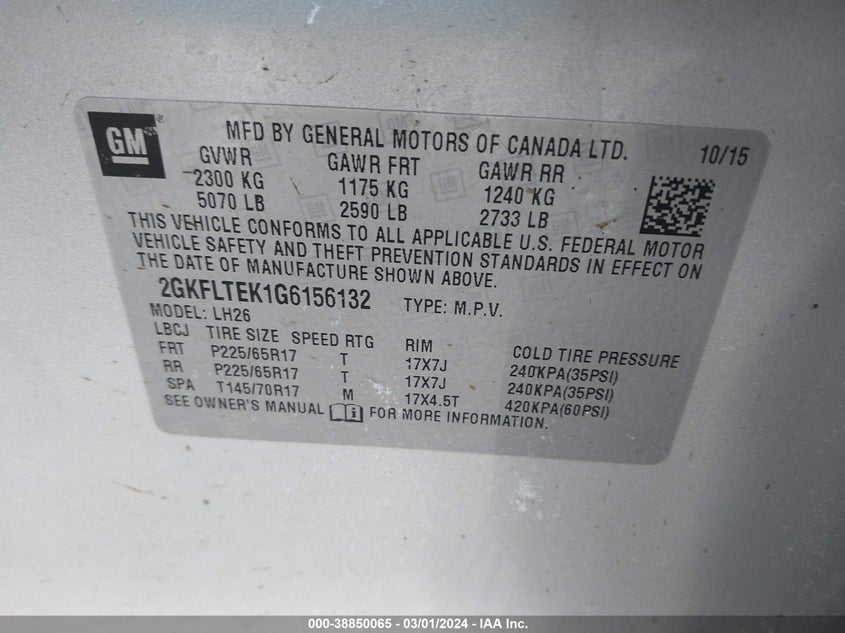 GM
MFD BY GENERAL MOTORS OF CANADA LTD. 10/15
GVWR GAWR FRT GAWR RR
2300 KG 1175 KG 1240 KG
5070 LB 2590 LB 2733 LB
THIS VEHICLE CONFORMS TO ALL APPLICABLE U.S. FEDERAL MOTOR
VEHICLE SAFETY AND THEFT PREVENTION STANDARDS IN EFFECT ON
THE DATE OF MANUFACTURE SHOWN ABOVE.
2GKFLTEK1G6156132 TYPE: M.P.V.
MODEL: LH26
LBCJ TIRE SIZE SPEED RTG RIM COLD TIRE PRESSURE
FRT P225/65R17 T 17X7J 240KPA(35PSI)
RR P225/65R17 T 17X7J 240KPA(35PSI)
SPA T145/70R17 M 17X4.5T 420KPA(60PSI)
SEE OWNER'S MANUAL FOR MORE INFORMATION.
000-38850065 - 03/01/2024 - IAA Inc.